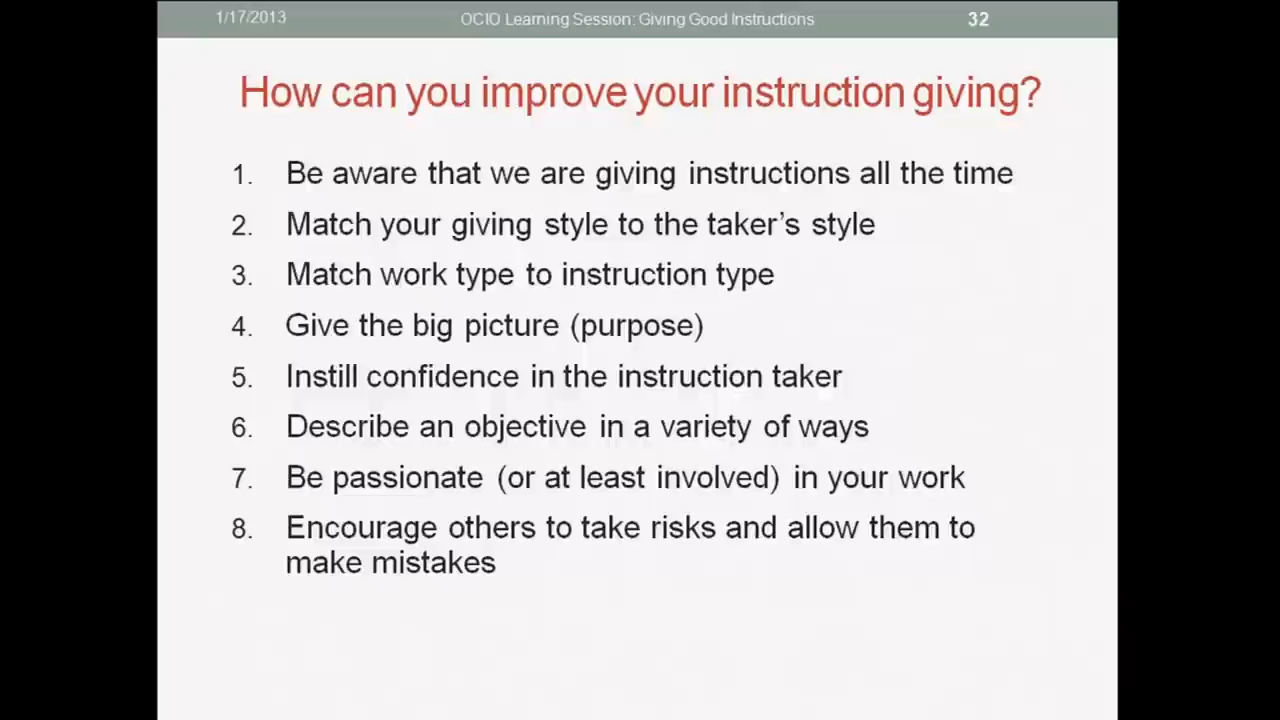 1/17/2013 OCIO Learning Session: Giving Good Instructions 32
How can you improve your instruction giving?
1. Be aware that we are giving instructions all the time
2. Match your giving style to the taker’s style
3. Match work type to instruction type
4. Give the big picture (purpose)
5. Instill confidence in the instruction taker
6. Describe an objective in a variety of ways
7. Be passionate (or at least involved) in your work
8. Encourage others to take risks and allow them to
make mistakes